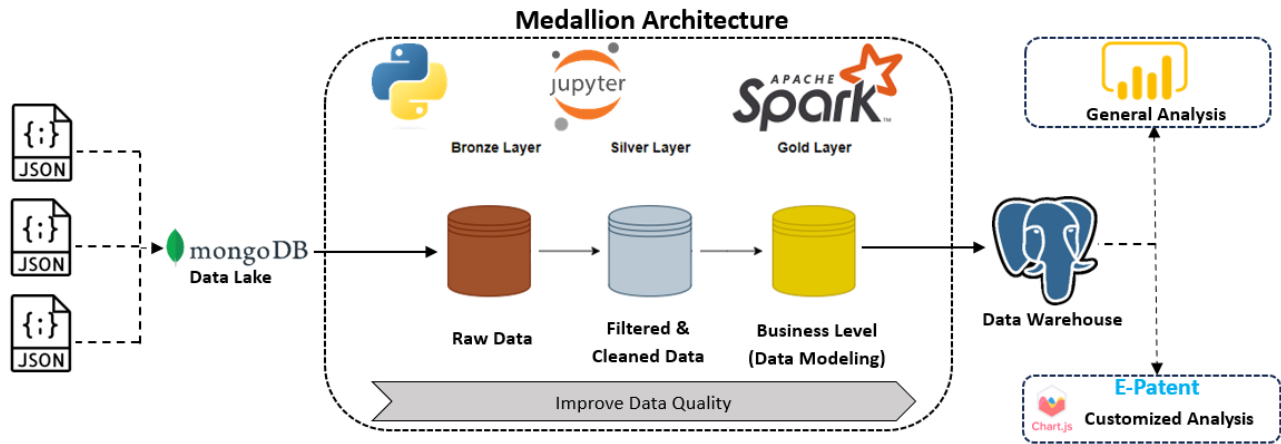 Medallion Architecture
jupyter
APACHE
Spark
TM
General Analysis
Bronze Layer
Silver Layer
Gold Layer
{;}
JSON
{;}
JSON
{;}
JSON
mongoDB
Data Lake
Raw Data
Filtered &
Cleaned Data
Business Level
(Data Modeling)
Data Warehouse
Improve Data Quality
E-Patent
Chart.js
Customized Analysis